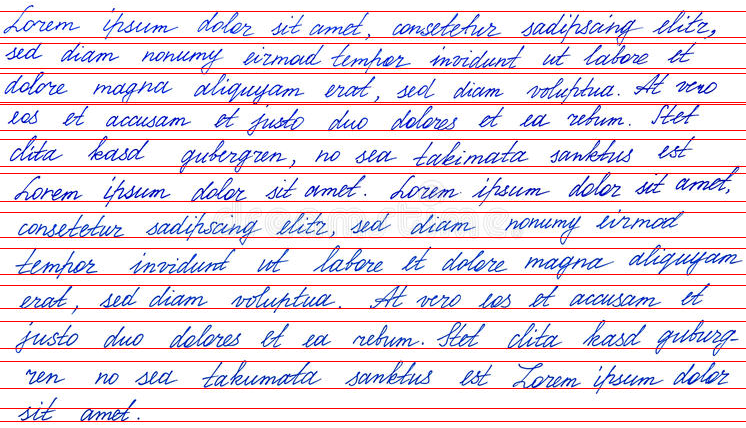 Lorem ipsum dolor sit amet, consetetur sadipscing elitr,
sed diam nonumy eirmod tempor invidunt ut labore et
dolore magna aliquyam erat, sed diam voluptua. At vero
eos et accusam et justo duo dolores et ea rebum. Stet
clita kasd gubergren, no sea takimata sanktus est
Lorem ipsum dolor sit amet. Lorem ipsum dolor sit amet,
consetetur sadipscing elitr, sed diam nonumy eirmod
tempor invidunt ut labore et dolore magna aliquyam
erat, sed diam voluptua. At vero eos et accusam et
justo duo dolores et ea rebum. Stet clita kasd guburg-
ren no sea takumata sanktus est Lorem ipsum dolor
sit amet.